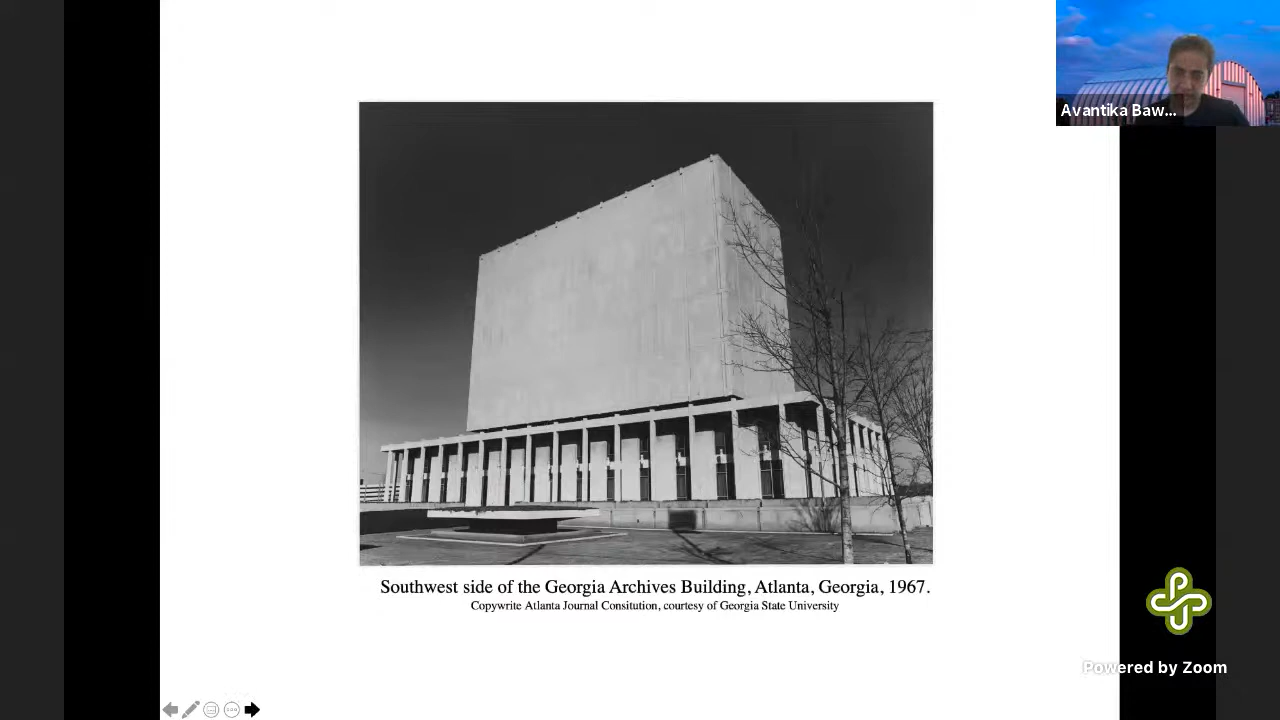 Avantika Baw...
Southwest side of the Georgia Archives Building, Atlanta, Georgia, 1967.
Copywrite Atlanta Journal Consitution, courtesy of Georgia State University
PSU
Powered by Zoom